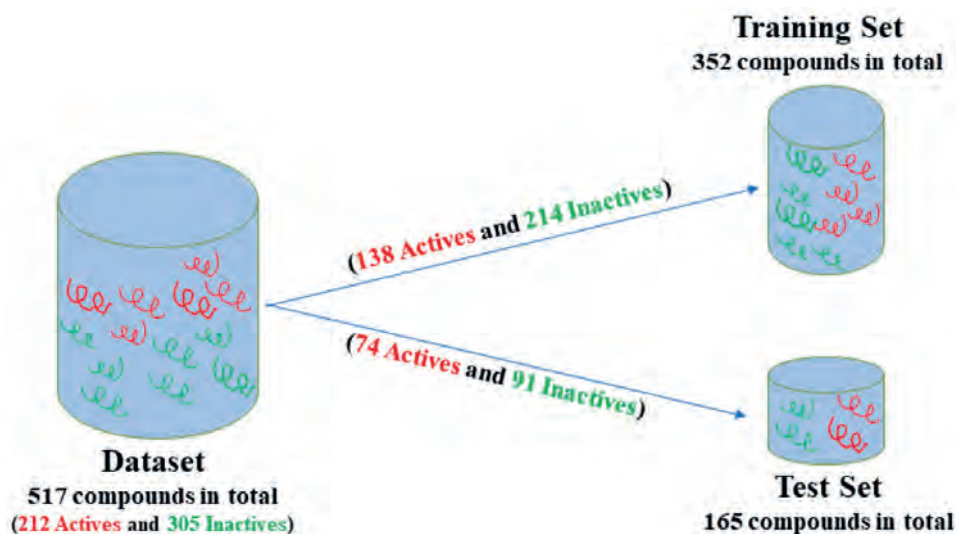 Training Set
352 compounds in total
(138 Actives and 214 Inactives)
(74 Actives and 91 Inactives)
Dataset
517 compounds in total
(212 Actives and 305 Inactives)
Test Set
165 compounds in total